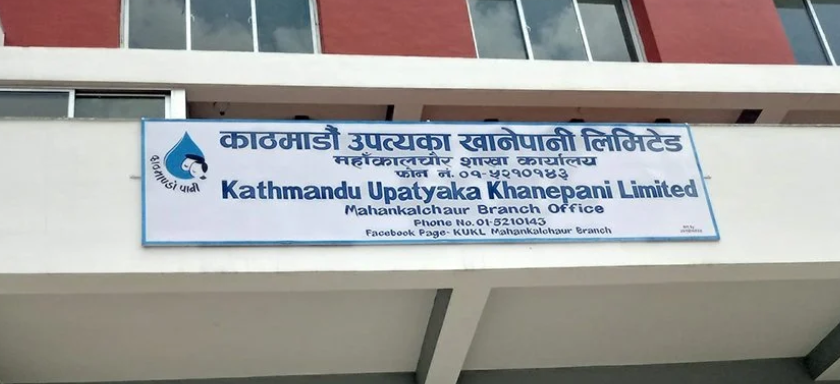 काठमाडौं उपत्यका खानेपानी लिमिटेड
महाँकालचौर शाखा कार्यालय
फोन नं. ०१-५२१०१४३
Kathmandu Upatyaka Khanepani Limited
Mahankalchaur Branch Office
Phone No.01-5210143
Facebook Page- KUKL Mahankalchaur Branch